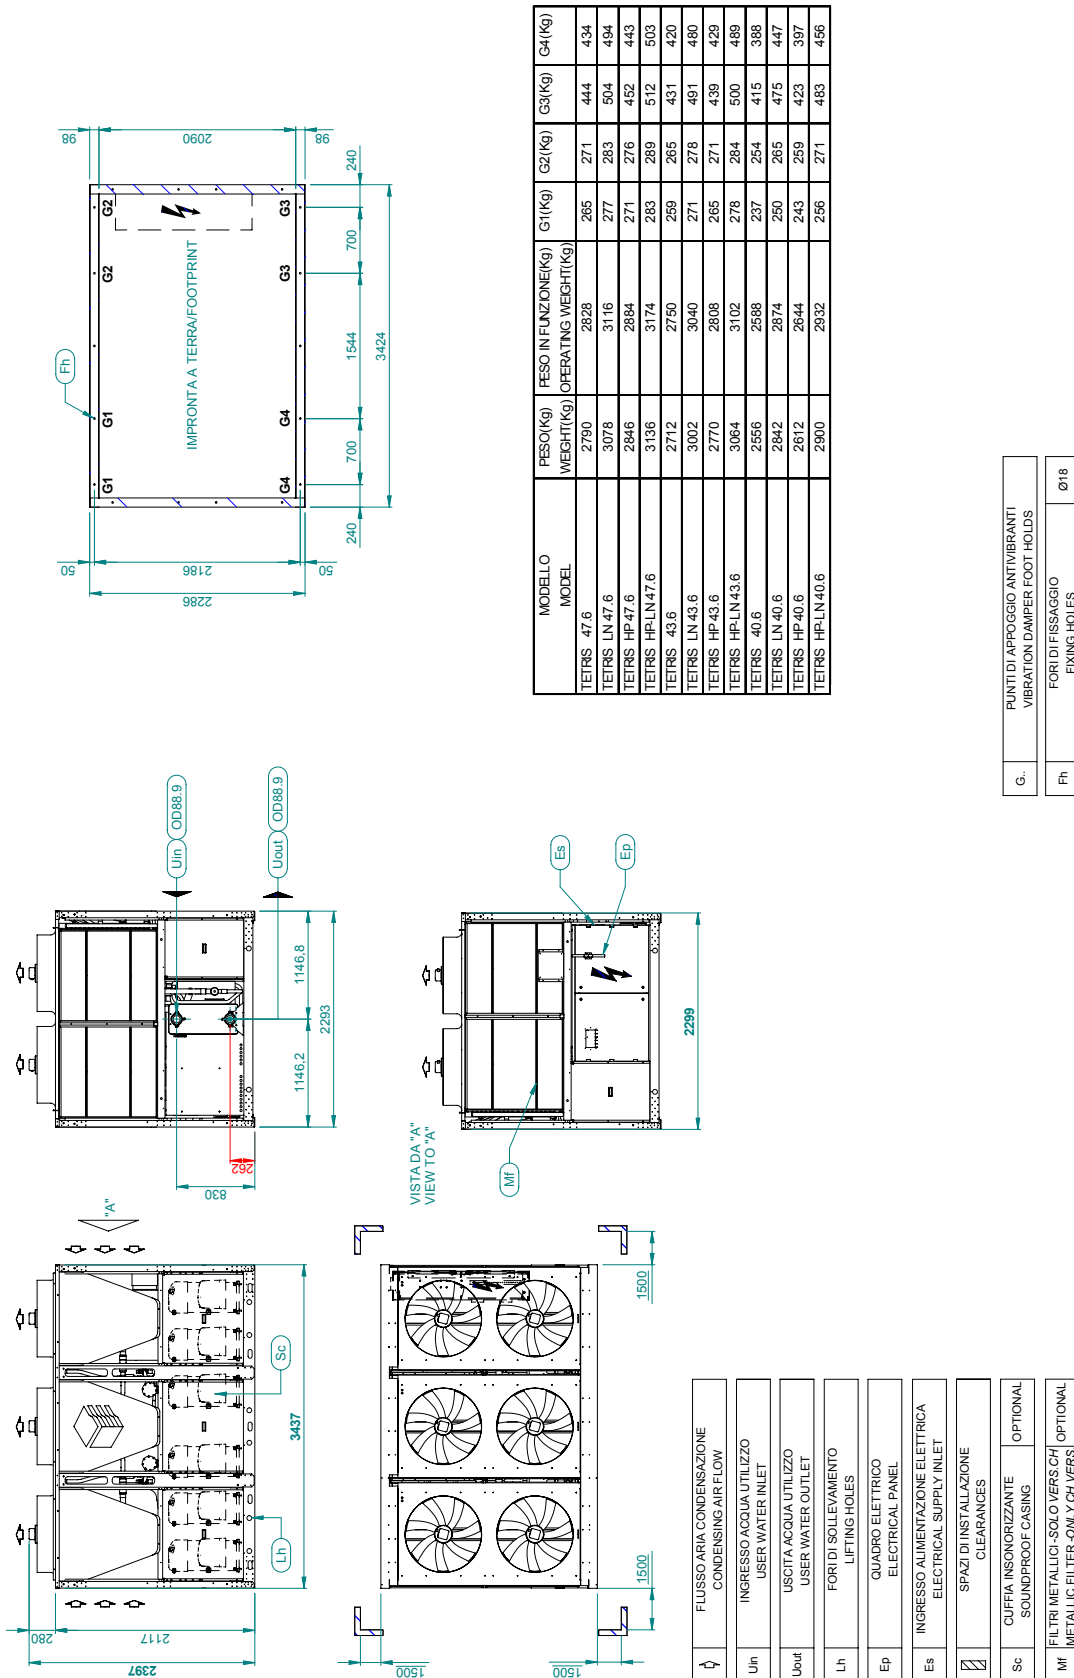 98
2090
98
240
700
1544
700
240
3424
50
2186
50
2286
Fh
G2
G2
G1
G1
G3
G3
G4
G4
IMPRONTA A TERRA/FOOTPRINT
MODELLO MODEL | PESO(Kg) WEIGHT(Kg) | PESO IN FUNZIONE(Kg) OPERATING WEIGHT(Kg) | G1(Kg) | G2(Kg) | G3(Kg) | G4(Kg)
TETRIS 47.6 2790 2828 265 271 444 434
TETRIS LN 47.6 3078 3116 277 283 504 494
TETRIS HP 47.6 2846 2884 271 276 452 443
TETRIS HP-LN 47.6 3136 3174 283 289 512 503
TETRIS 43.6 2712 2750 259 265 431 420
TETRIS LN 43.6 3002 3040 271 278 491 480
TETRIS HP 43.6 2770 2808 265 271 439 429
TETRIS HP-LN 43.6 3064 3102 278 284 500 489
TETRIS 40.6 2556 2588 237 254 415 388
TETRIS LN 40.6 2842 2874 250 265 475 447
TETRIS HP 40.6 2612 2644 243 259 423 397
TETRIS HP-LN 40.6 2900 2932 256 271 483 456
G.. PUNTI DI APPOGGIO ANTIVIBRANTI
VIBRATION DAMPER FOOT HOLDS
Fh FORI DI FISSAGGIO Ø18
FIXING HOLES
Uin OD88.9
Uout OD88.9
1146,8
1146,2
2293
262
830
VISTA DA "A"
VIEW TO "A"
Es
Ep
Mf
2299
"A"
280
2117
2397
3437
Sc
Lh
1500
1500
1500
1500
FLUSSO ARIA CONDENSAZIONE
CONDENSING AIR FLOW
Uin INGRESSO ACQUA UTILIZZO
USER WATER INLET
Uout USCITA ACQUA UTILIZZO
USER WATER OUTLET
Lh FORI DI SOLLEVAMENTO
LIFTING HOLES
Ep QUADRO ELETTRICO
ELECTRICAL PANEL
Es INGRESSO ALIMENTAZIONE ELETTRICA
ELECTRICAL SUPPLY INLET
SPAZI DI INSTALLAZIONE
CLEARANCES
Sc CUFFIA INSONORIZZANTE OPTIONAL
SOUNDPROOF CASING
Mf FILTRI METALLICI -SOLO VERS.CH OPTIONAL
METALLIC FILTER -ONLY CH VERS.